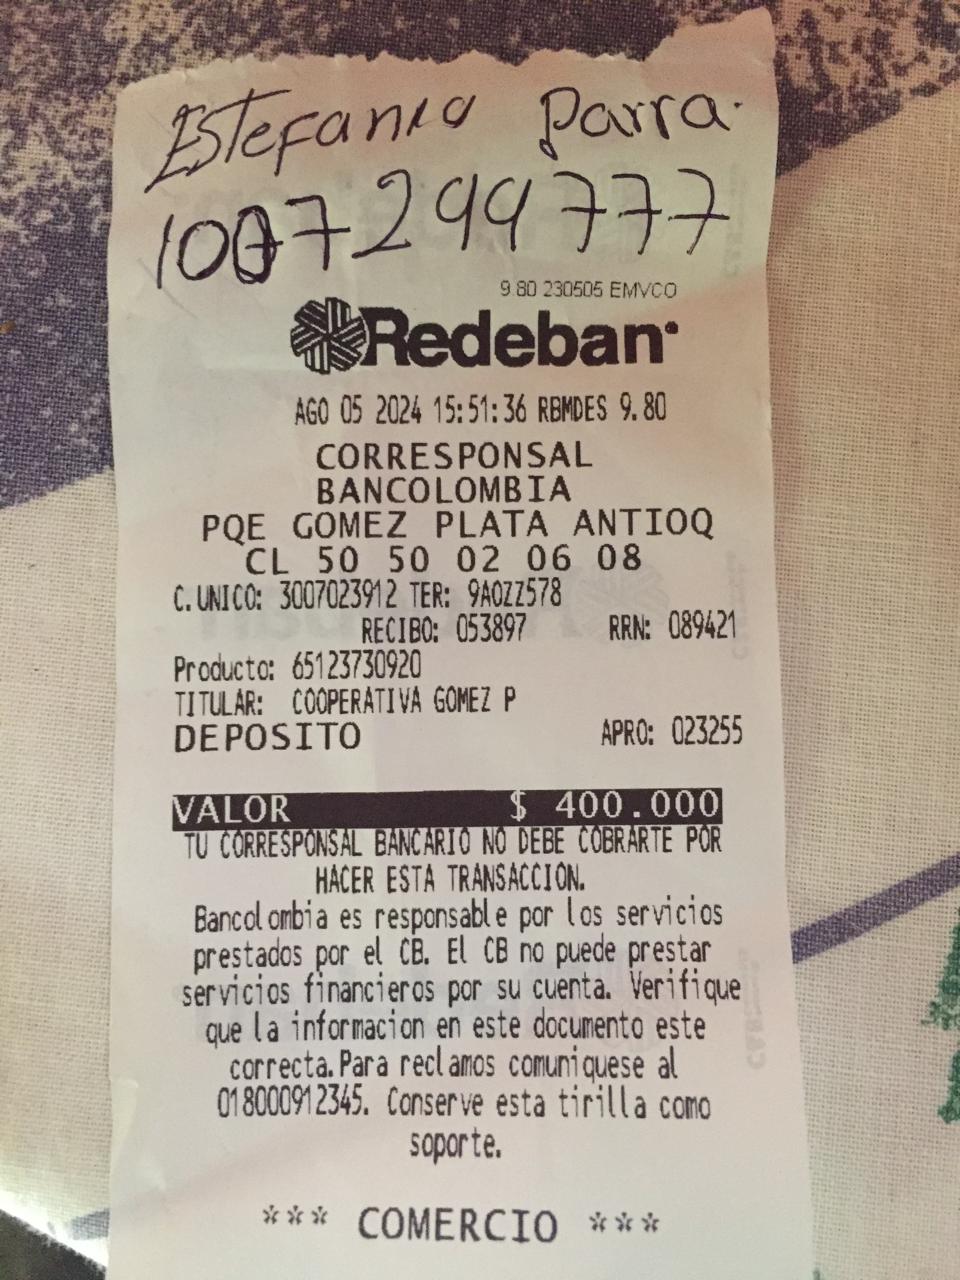 Estefania Parra.
1007299777
9.80 230505 EMVCO
Redeban
AGO 05 2024 15:51:36 RBMDES 9.80
CORRESPONSAL
BANCOLOMBIA
PQE GOMEZ PLATA ANTIOQ
CL 50 50 02 06 08
C.UNICO: 3007023912 TER: 9AOZZ578
RECIBO: 053897 RRN: 089421
Producto: 65123730920
TITULAR: COOPERATIVA GOMEZ P
DEPOSITO APRO: 023255
VALOR $ 400.000
TU CORRESPONSAL BANCARIO NO DEBE COBRARTE POR
HACER ESTA TRANSACCION.
Bancolombia es responsable por los servicios
prestados por el CB. El CB no puede prestar
servicios financieros por su cuenta. Verifique
que la informacion en este documento este
correcta.Para reclamos comuniquese al
018000912345. Conserve esta tirilla como
soporte.
*** COMERCIO ***